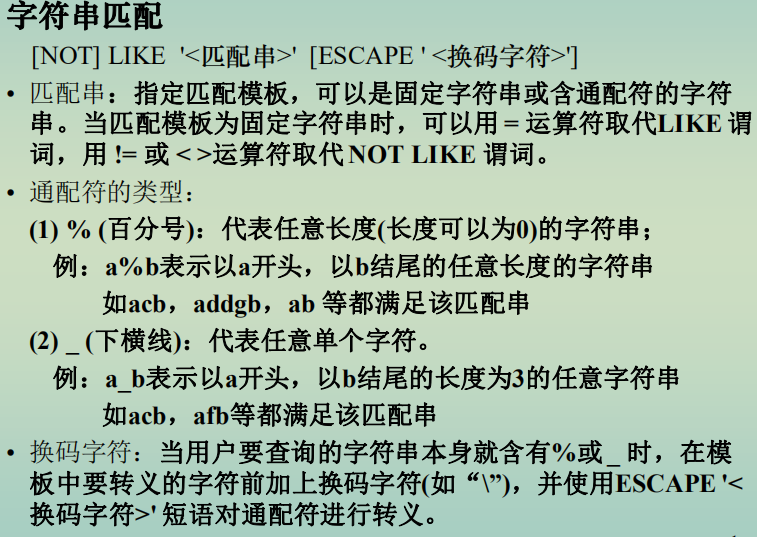 字符串匹配
[NOT] LIKE '<匹配串>' [ESCAPE ' <换码字符>']
• 匹配串：指定匹配模板，可以是固定字符串或含通配符的字符
串。当匹配模板为固定字符串时，可以用 = 运算符取代LIKE 谓
词，用 != 或 < >运算符取代 NOT LIKE 谓词。
• 通配符的类型：
(1) % (百分号)：代表任意长度(长度可以为0)的字符串；
例：a%b表示以a开头，以b结尾的任意长度的字符串
如acb，addgb，ab 等都满足该匹配串
(2) _ (下横线)：代表任意单个字符。
例：a_b表示以a开头，以b结尾的长度为3的任意字符串
如acb，afb等都满足该匹配串
• 换码字符：当用户要查询的字符串本身就含有%或 _ 时，在模
板中要转义的字符前加上换码字符(如“\”)，并使用ESCAPE '<
换码字符>' 短语对通配符进行转义。